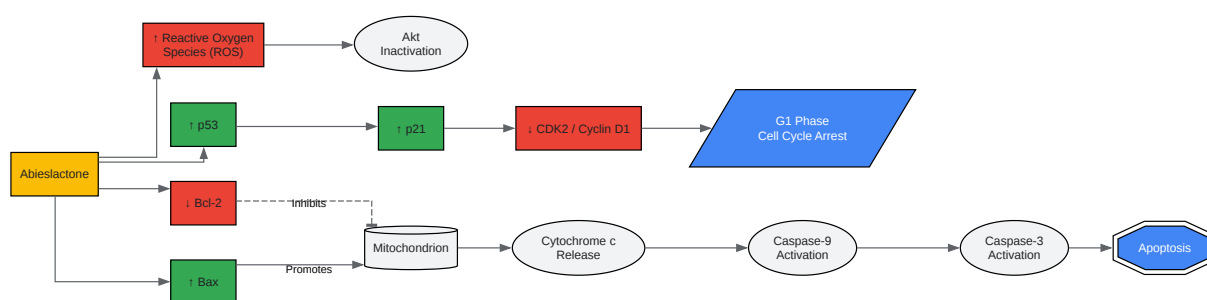 ↑ Reactive Oxygen
Species (ROS)
Akt
Inactivation
↑ p53
↑ p21
↓ CDK2 / Cyclin D1
G1 Phase
Cell Cycle Arrest
Abieslactone
↓ Bcl-2
Inhibits
Mitochondrion
Cytochrome c
Release
Caspase-9
Activation
Caspase-3
Activation
Apoptosis
↑ Bax
Promotes